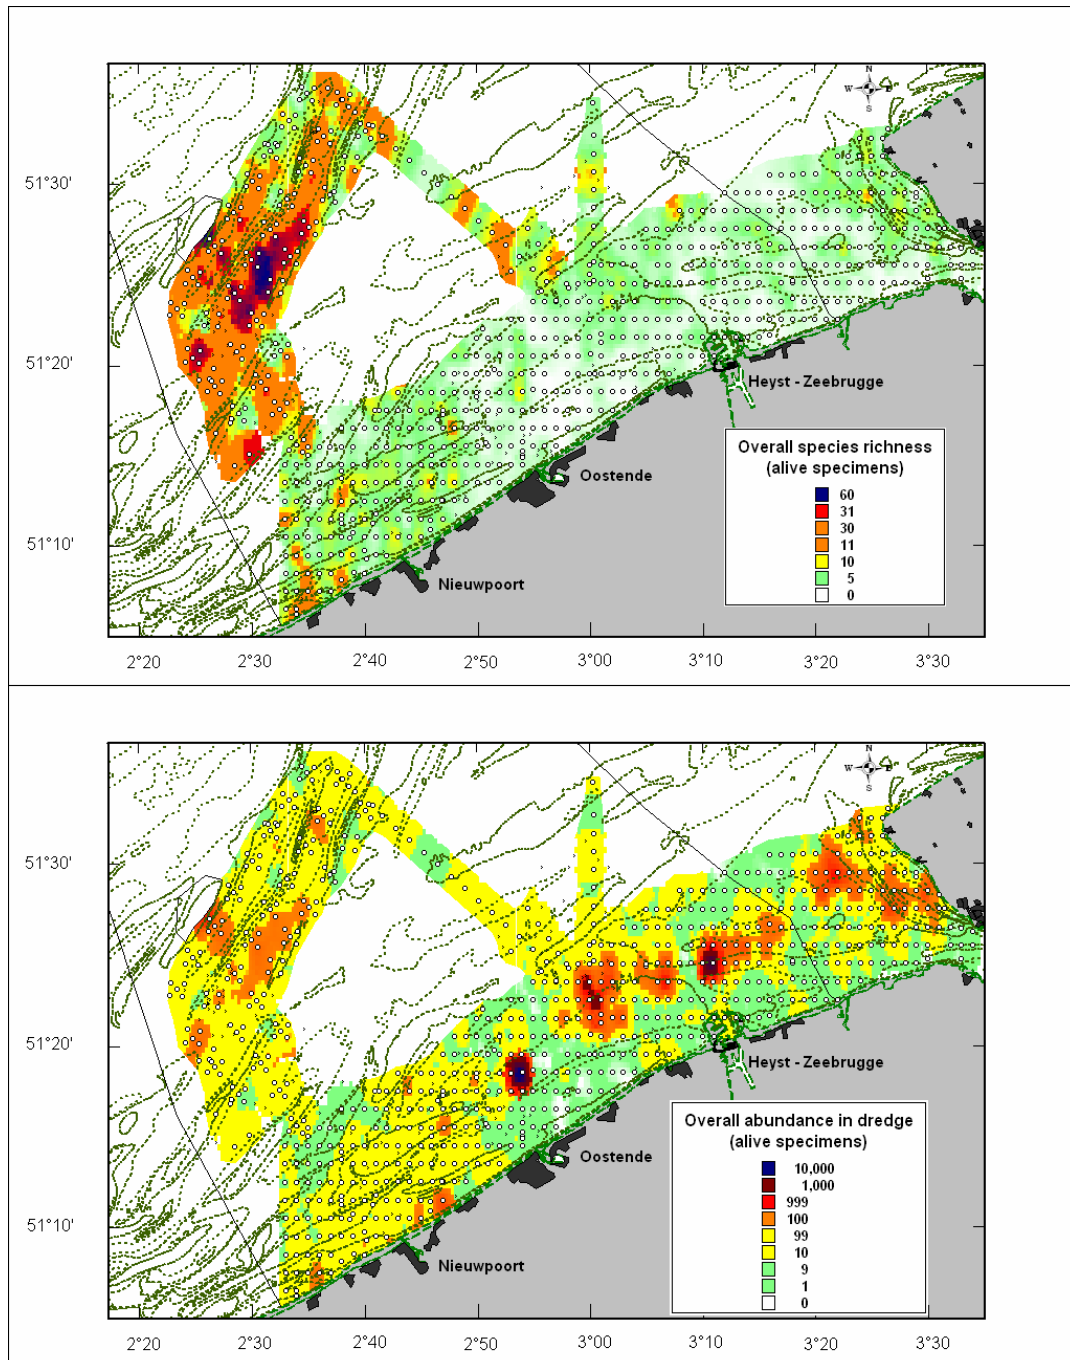 N
W E
S
51°30'
51°20'
51°10'
Heyst - Zeebrugge
Oostende
Nieuwpoort
Overall species richness
(alive specimens)
60
31
30
11
10
5
0
2°20 2°30 2°40 2°50 3°00 3°10 3°20 3°30
N
W E
S
51°30'
51°20'
51°10'
Heyst - Zeebrugge
Oostende
Nieuwpoort
Overall abundance in dredge
(alive specimens)
10,000
1,000
999
100
99
10
9
1
0
2°20 2°30 2°40 2°50 3°00 3°10 3°20 3°30